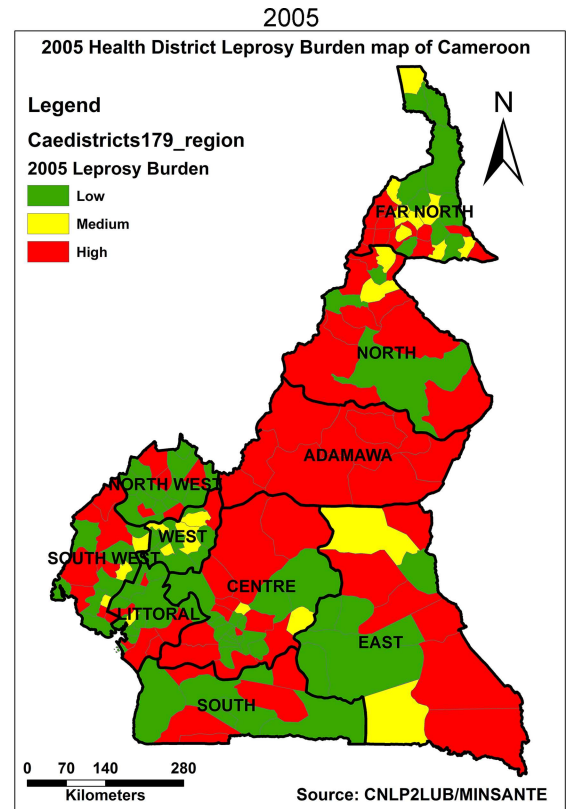 2005
2005 Health District Leprosy Burden map of Cameroon
Legend
N
Caedistricts179_region
2005 Leprosy Burden
Low
Medium
High
FAR NORTH
NORTH
ADAMAWA
NORTH WEST
WEST
SOUTH WEST
CENTRE
LITTORAL
EAST
SOUTH
0 70 140 280
Kilometers
Source: CNLP2LUB/MINSANTE